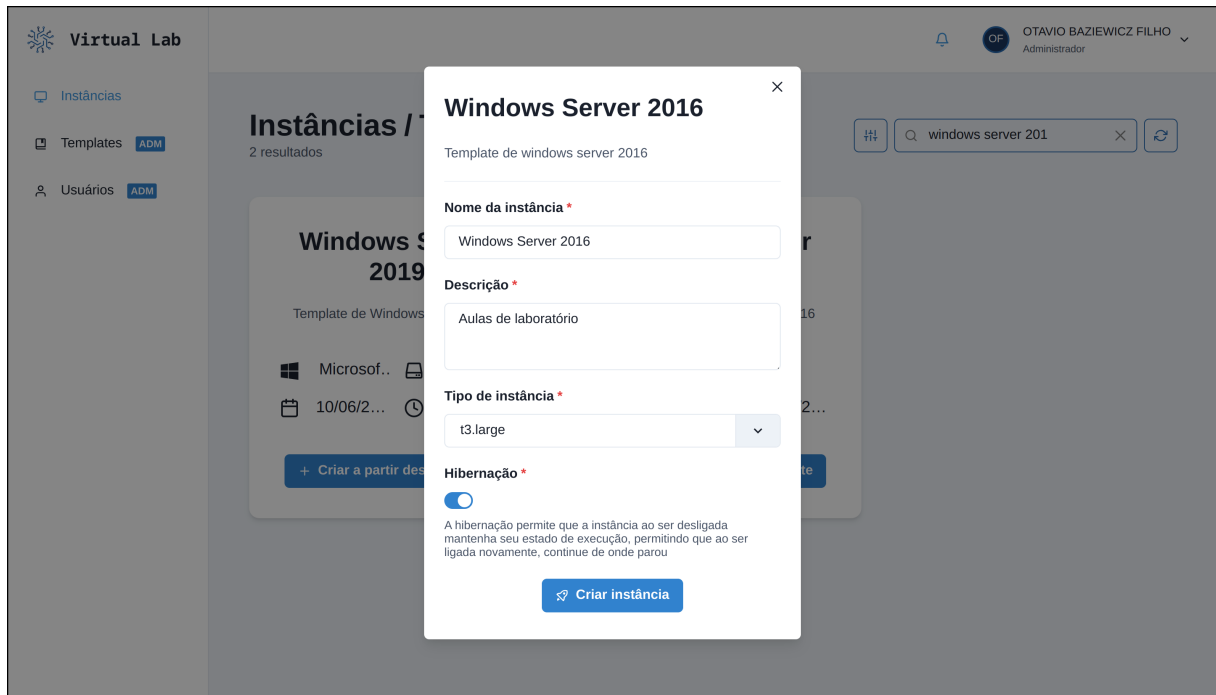 Virtual Lab
OF
OTAVIO BAZIEWICZ FILHO
Administrador
Instâncias
Templates ADM
Usuários ADM
Instâncias /
2 resultados
windows server 201
Windows
2019
Template de Windows
Microsof..
10/06/2...
+ Criar a partir des
r
16
2...
te
Windows Server 2016
Template de windows server 2016
Nome da instância *
Windows Server 2016
Descrição *
Aulas de laboratório
Tipo de instância *
t3.large
Hibernação *
A hibernação permite que a instância ao ser desligada
mantenha seu estado de execução, permitindo que ao ser
ligada novamente, continue de onde parou
Criar instância